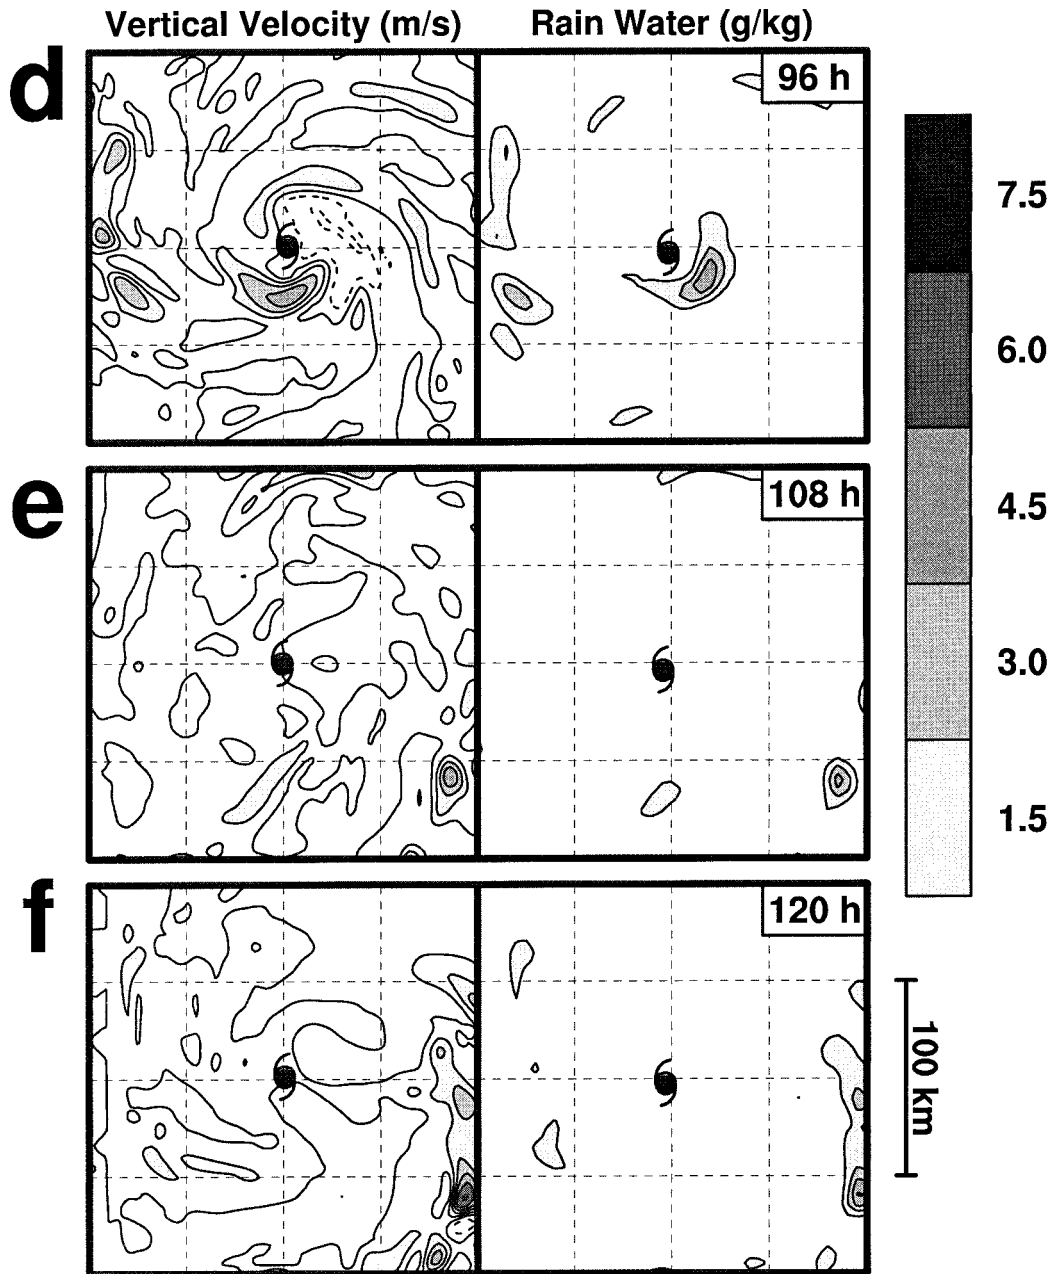 Vertical Velocity (m/s) Rain Water (g/kg)
d
96 h
7.5
6.0
e
108 h
4.5
3.0
1.5
f
120 h
100 km